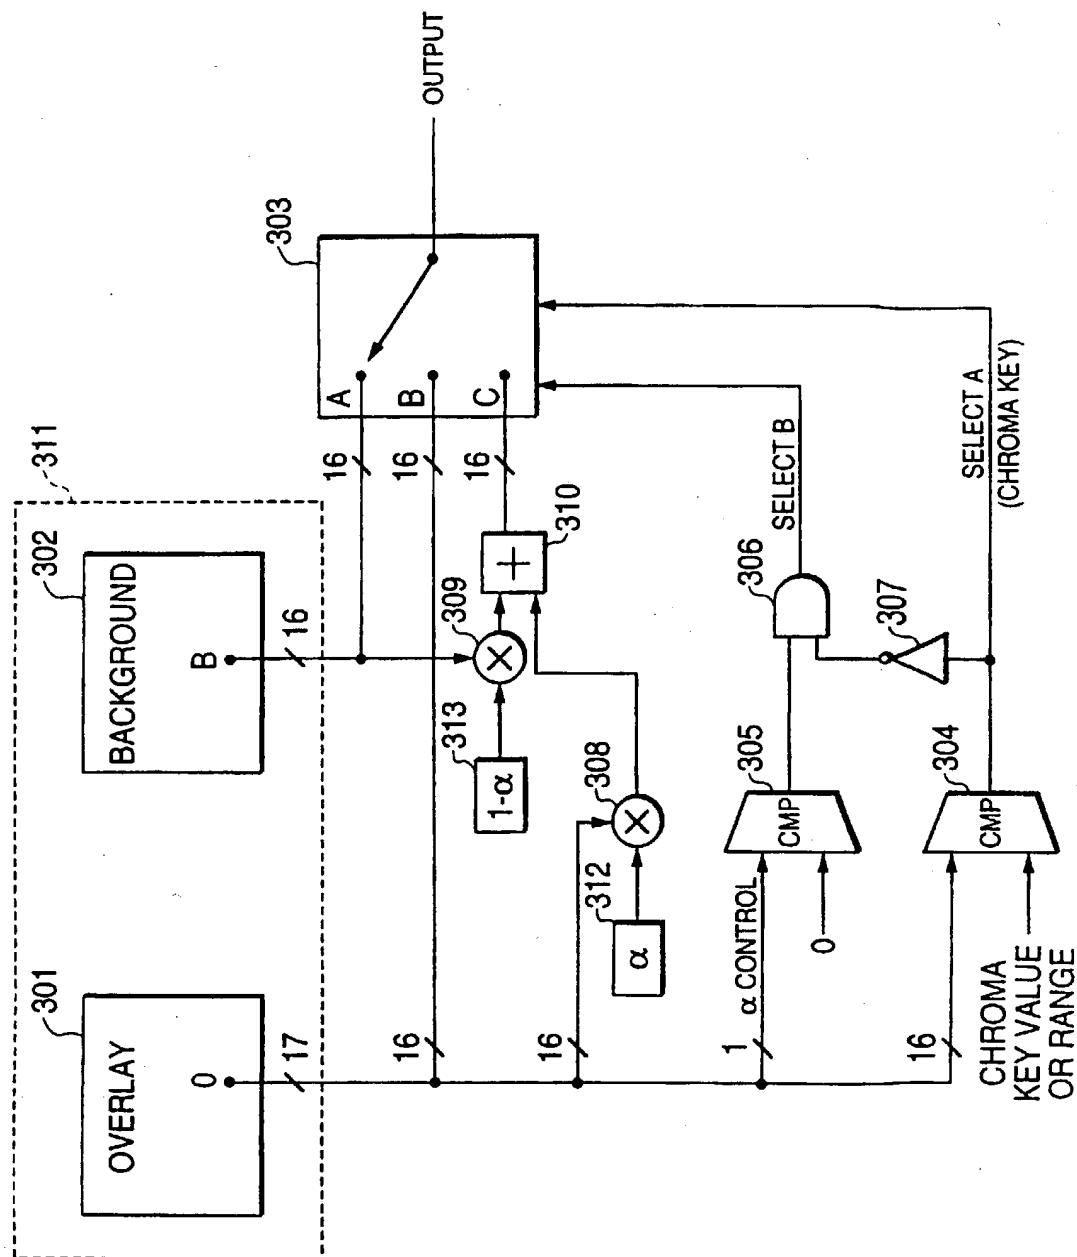 311
301
OVERLAY
0
17
302
BACKGROUND
B
16
303
A
B
C
OUTPUT
16
16
16
16
313
1-α
309
310
+
16
312
α
308
1
α CONTROL
0
305
CMP
306
SELECT B
307
16
CHROMA
KEY VALUE
OR RANGE
304
CMP
SELECT A
(CHROMA KEY)